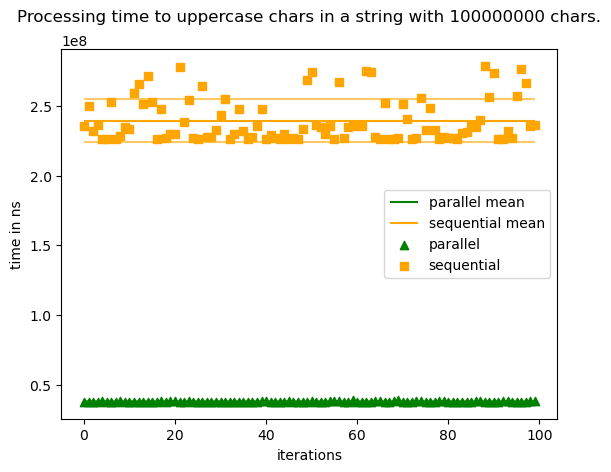 Processing time to uppercase chars in a string with 100000000 chars.
1e8
2.5
2.0
1.5
1.0
0.5
time in ns
parallel mean
sequential mean
parallel
sequential
0 20 40 60 80 100
iterations